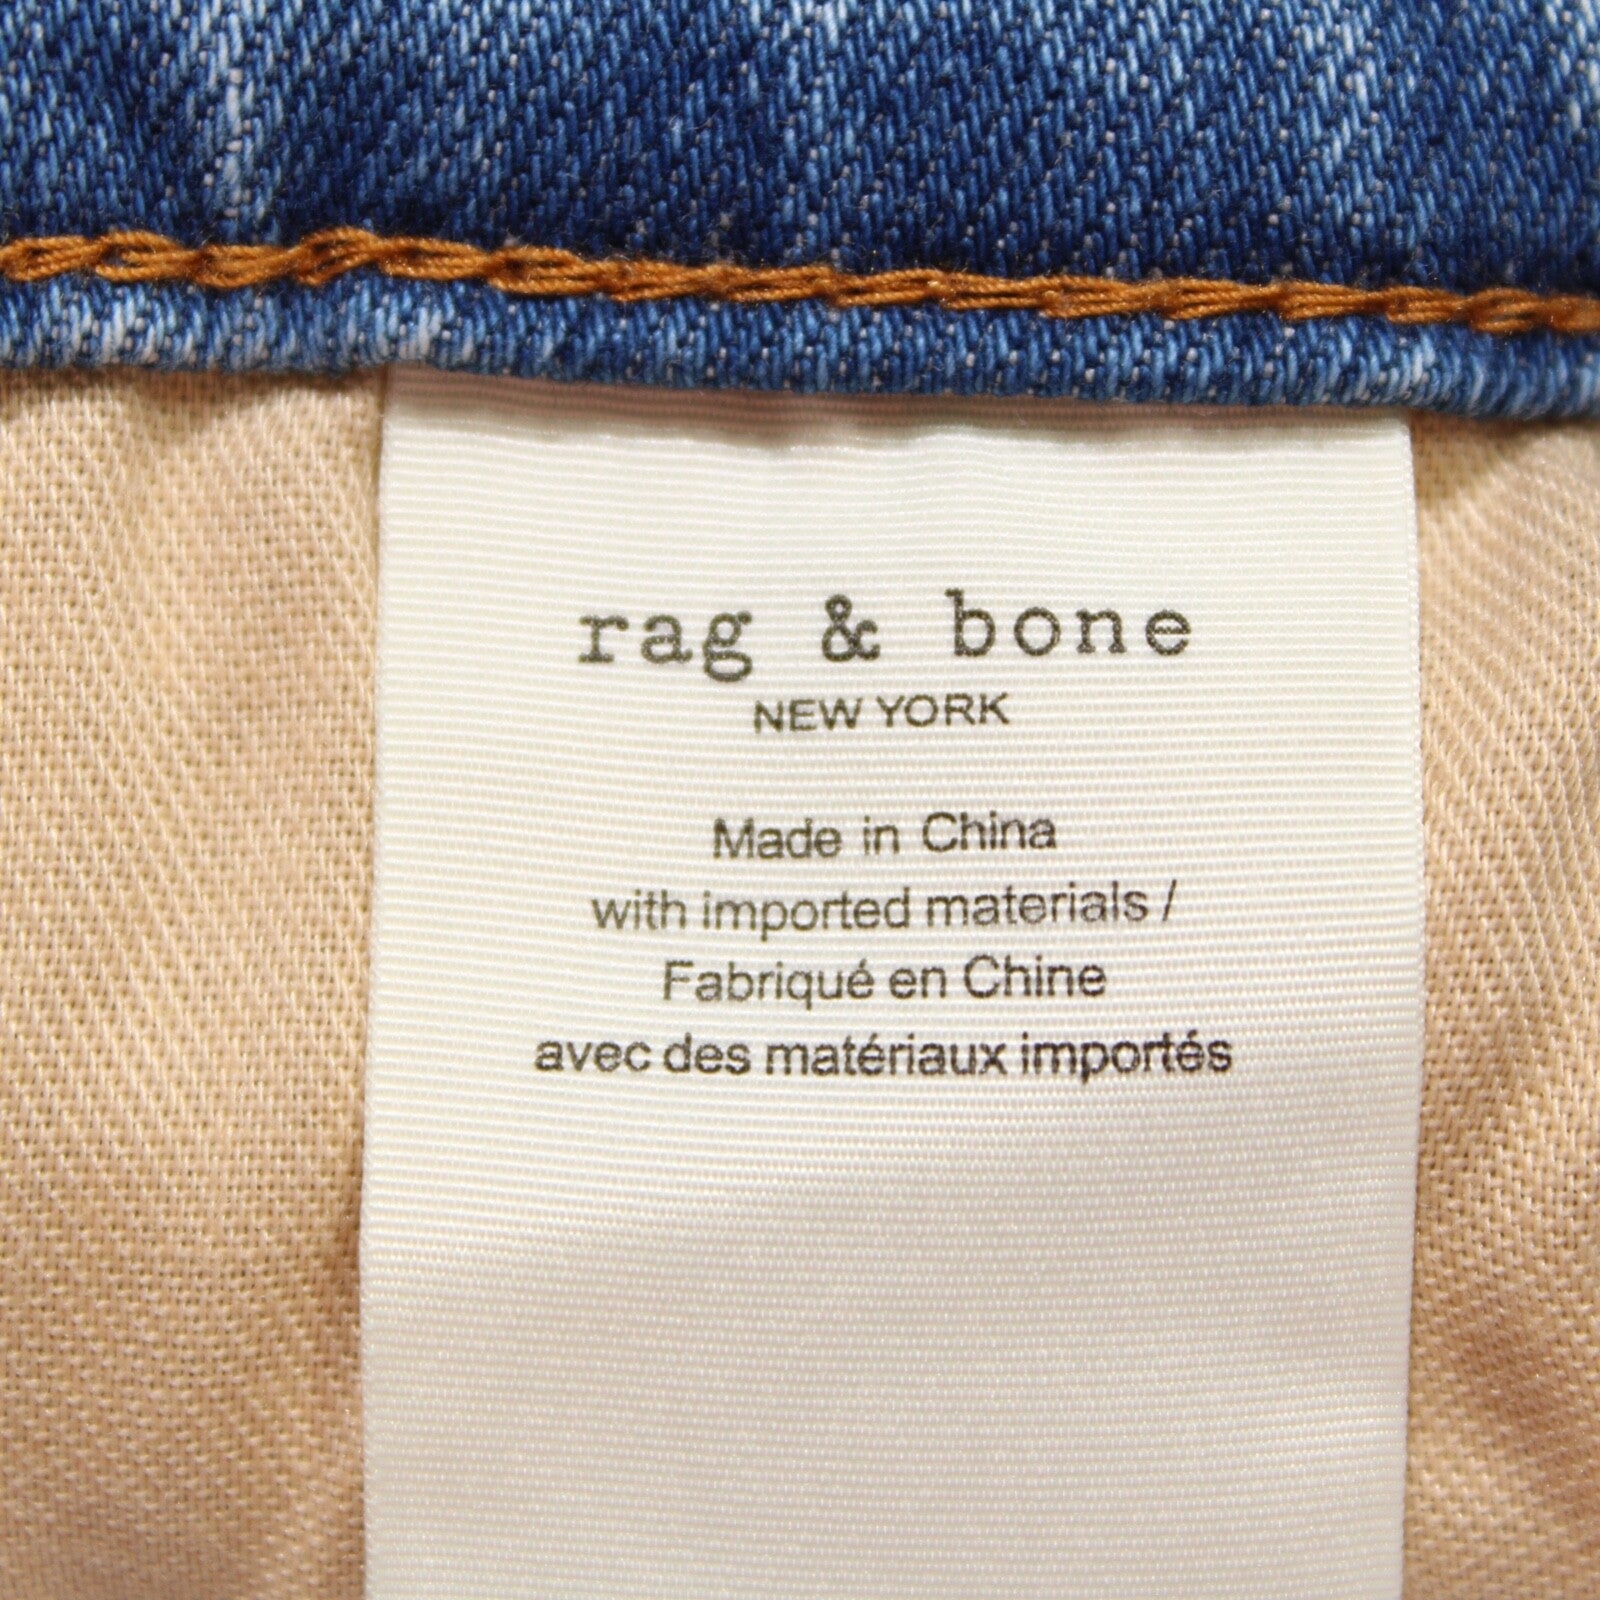 rag & bone
NEW YORK
Made in China
with imported materials /
Fabriqué en Chine
avec des matériaux importés